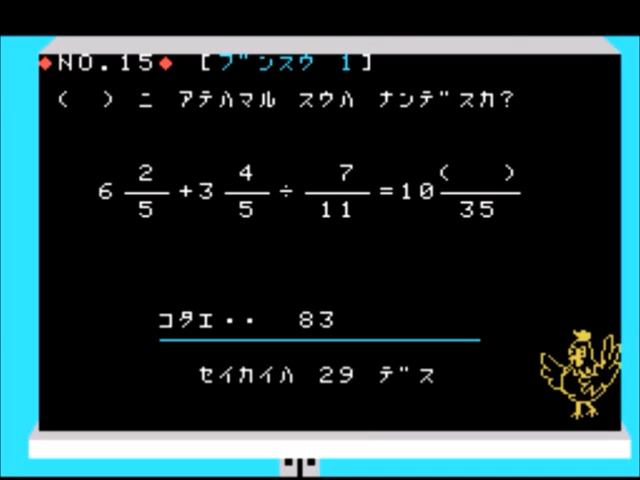 ◆NO.15◆ [ブンスウ 1]
( ) ニ アテハマル スウハ ナンデスカ?
6 2/5 +3 4/5 ÷ 7/11 =10 ( )/35
コタエ‥ 83
セイカイハ 29 デス